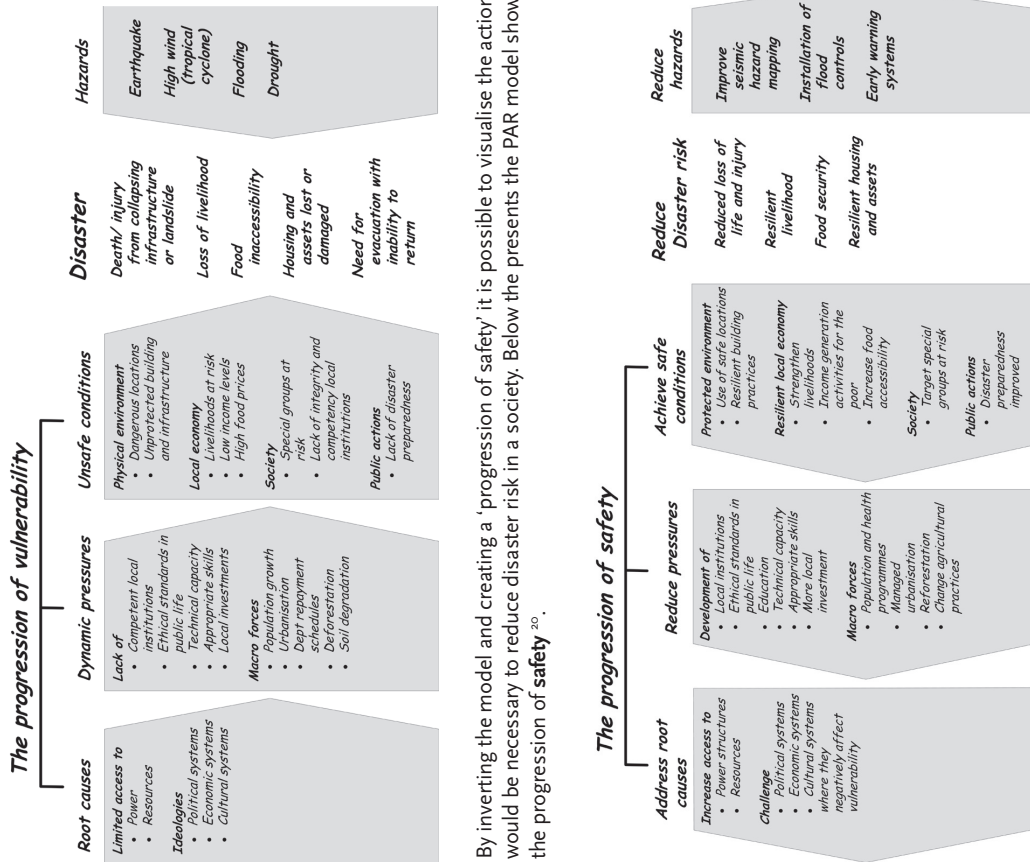 The progression of vulnerability
Root causes
Limited access to
• Power
• Resources
Ideologies
• Political systems
• Economic systems
• Cultural systems
Dynamic pressures
Lack of
• Competent local
institutions
• Ethical standards in
public life
• Technical capacity
• Appropriate skills
• Local investments
Macro forces
• Population growth
• Urbanisation
• Dept repayment
schedules
• Deforestation
• Soil degradation
Unsafe conditions
Physical environment
• Dangerous locations
• Unprotected building
and infrastructure
Local economy
• Livelihoods at risk
• Low income levels
• High food prices
Society
• Special groups at
risk
• Lack of integrity and
competency local
institutions
Public actions
• Lack of disaster
preparedness
Disaster
Death/ injury
from collapsing
infrastructure
or landslide
Loss of livelihood
Food
inaccessibility
Housing and
assets lost or
damaged
Need for
evacuation with
inability to
return
Hazards
Earthquake
High wind
(tropical
cyclone)
Flooding
Drought
By inverting the model and creating a ‘progression of safety’ it is possible to visualise the action
would be necessary to reduce disaster risk in a society. Below the presents the PAR model show
the progression of safety 20.
The progression of safety
Address root
causes
Increase access to
• Power structures
• Resources
Challenge
• Political systems
• Economic systems
• Cultural systems
where they
negatively affect
vulnerability
Reduce pressures
Development of
• Local institutions
• Ethical standards in
public life
• Education
• Technical capacity
• Appropriate skills
• More local
investment
Macro forces
• Population and health
programmes
• Managed
urbanisation
• Reforestation
• Change agricultural
practices
Achieve safe
conditions
Protected environment
• Use of safe locations
• Resilient building
practices
Resilient local economy
• Strengthen
livelihoods
• Income generation
activities for the
poor
• Increase food
accessibility
Society
• Target special
groups at risk
Public actions
• Disaster
preparedness
improved
Reduce
Disaster risk
Reduced loss of
life and injury
Resilient
livelihood
Food security
Resilient housing
and assets
Reduce
hazards
Improve
seismic
hazard
mapping
Installation of
flood
controls
Early warning
systems